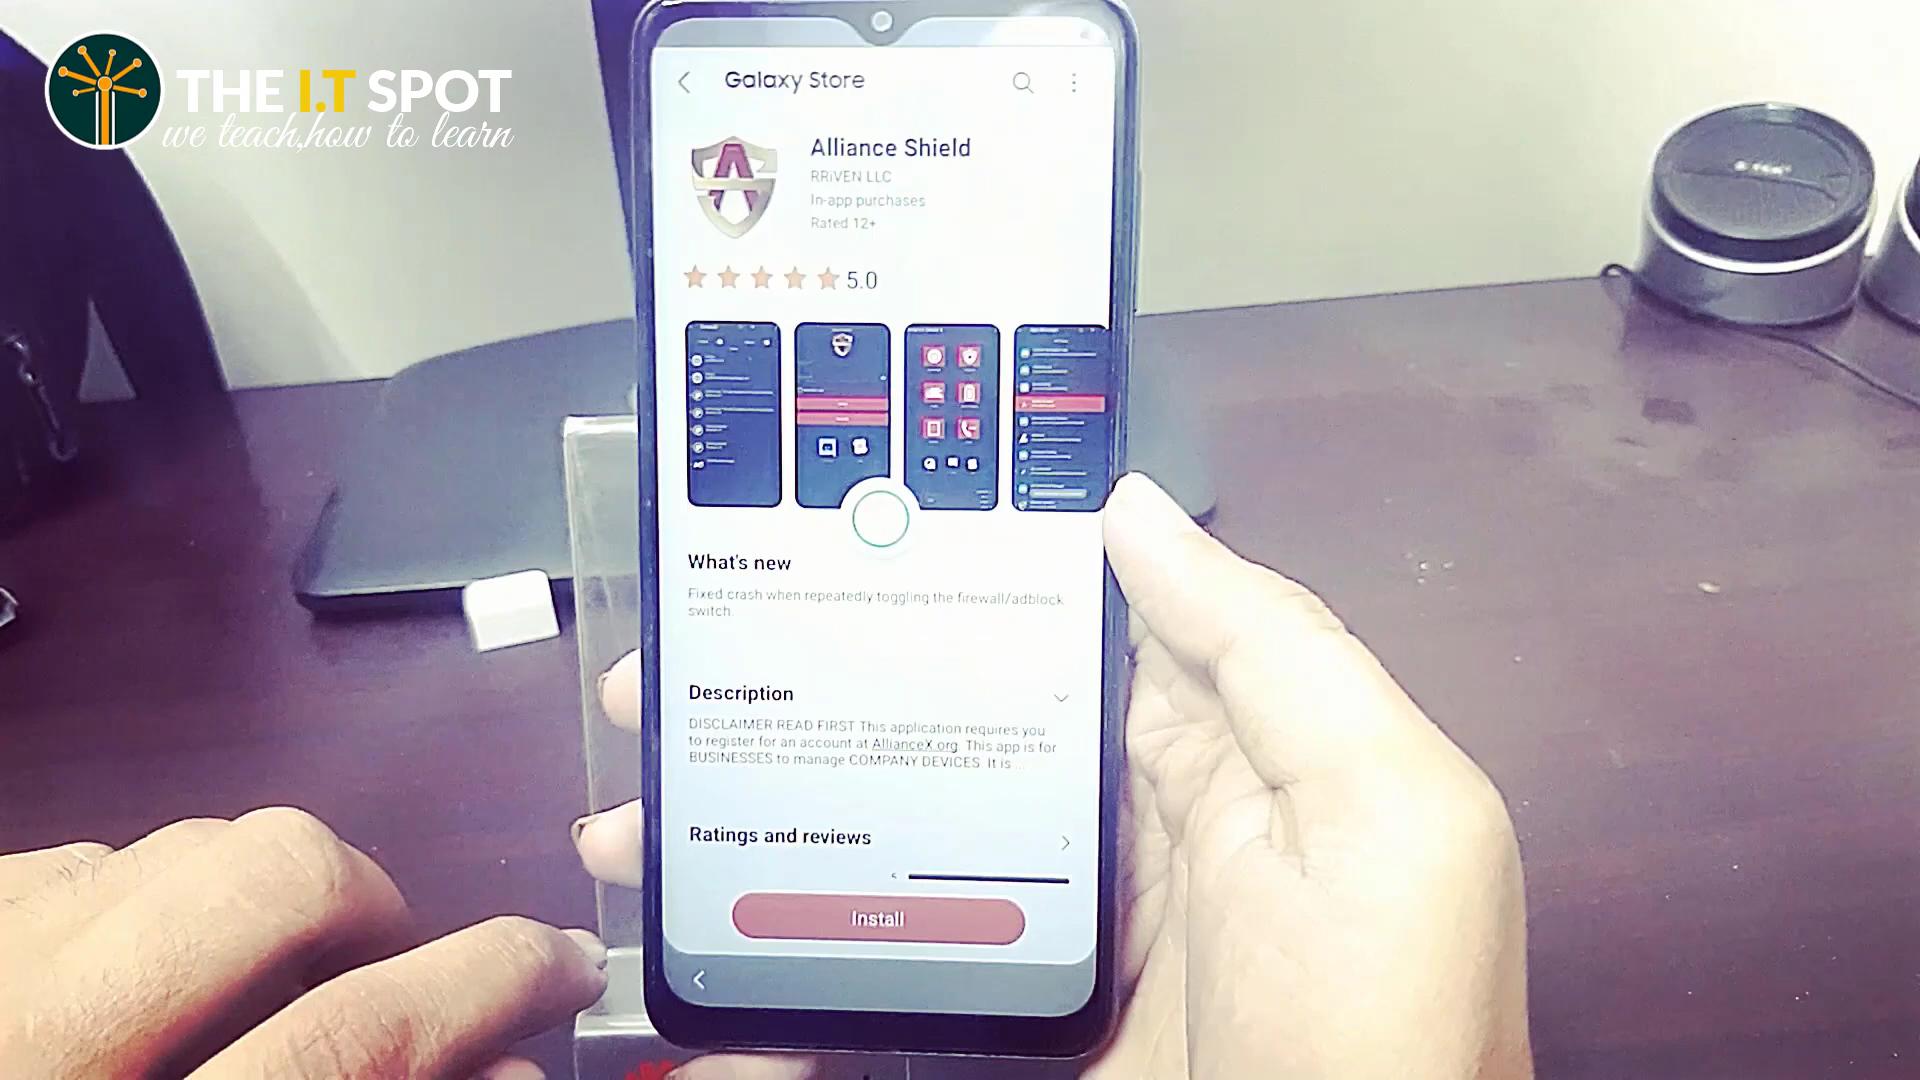 THE I.T SPOT
we teach,how to learn
Galaxy Store
Alliance Shield
RRiVEN LLC
In-app purchases
Rated 12+
5.0
What's new
Fixed crash when repeatedly toggling the firewall/adblock
switch.
Description
DISCLAIMER READ FIRST This application requires you
to register for an account at AllianceX.org. This app is for
BUSINESSES to manage COMPANY DEVICES. It is ...
Ratings and reviews
Install